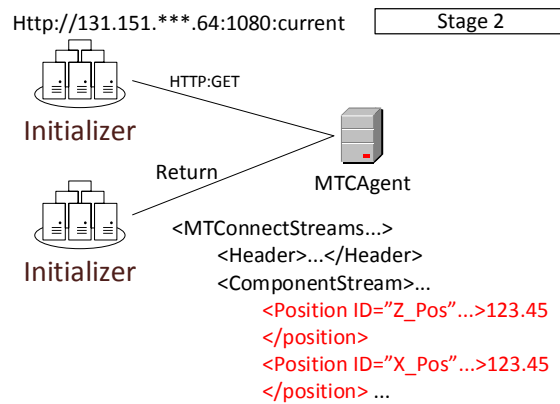 Http://131.151.***.64:1080:current
Stage 2
HTTP:GET
Initializer
Return
MTCAgent
Initializer
<MTConnectStreams...>
<Header>...</Header>
<ComponentStream>...
<Position ID=”Z_Pos”...>123.45
</position>
<Position ID=”X_Pos”...>123.45
</position> ...